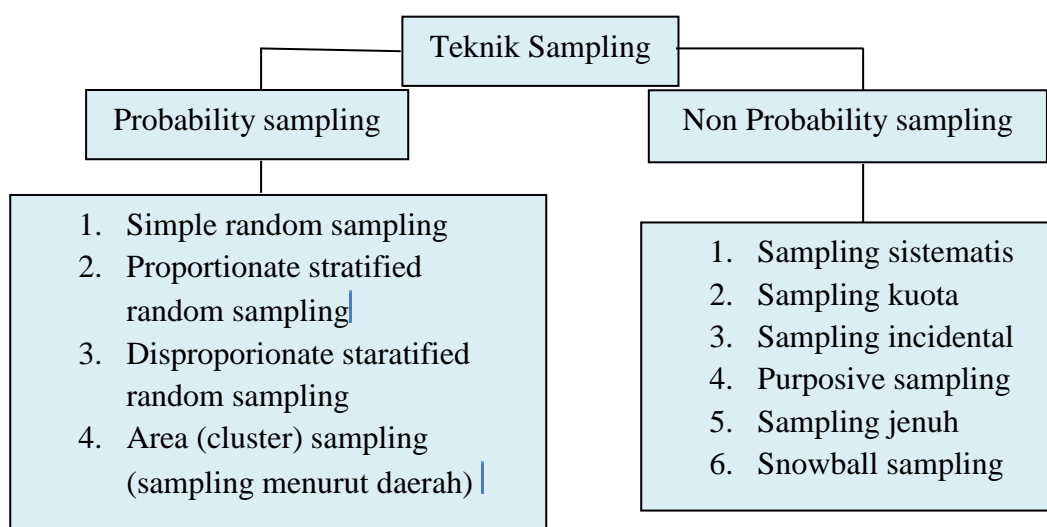 Teknik Sampling
Probability sampling
Non Probability sampling
1. Simple random sampling
2. Proportionate stratified
random sampling
3. Disproporionate staratified
random sampling
4. Area (cluster) sampling
(sampling menurut daerah)
1. Sampling sistematis
2. Sampling kuota
3. Sampling incidental
4. Purposive sampling
5. Sampling jenuh
6. Snowball sampling